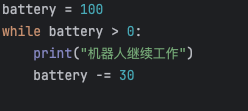 battery = 100
while battery > 0:
    print("机器人继续工作")
    battery -= 30